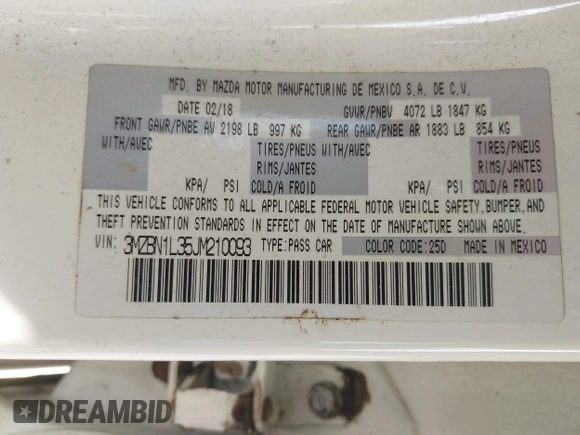 MFD. BY MAZDA MOTOR MANUFACTURING DE MEXICO S.A. DE C.V.
DATE 02/18 GVWR/PNBV 4072 LB 1847 KG
FRONT GAWR/PNBE AV 2198 LB 997 KG REAR GAWR/PNBE AR 1883 LB 854 KG
WITH/AVEC TIRES/PNEUS WITH/AVEC TIRES/PNEUS
RIMS/JANTES RIMS/JANTES
KPA/ PSI COLD/A FROID KPA/ PSI COLD/A FROID
THIS VEHICLE CONFORMS TO ALL APPLICABLE FEDERAL MOTOR VEHICLE SAFETY, BUMPER, AND
THEFT PREVENTION STANDARDS IN EFFECT ON THE DATE OF MANUFACTURE SHOWN ABOVE.
VIN: 3MZBN1L35JM210093 TYPE: PASS CAR COLOR CODE: 25D MADE IN MEXICO
DREAMBID